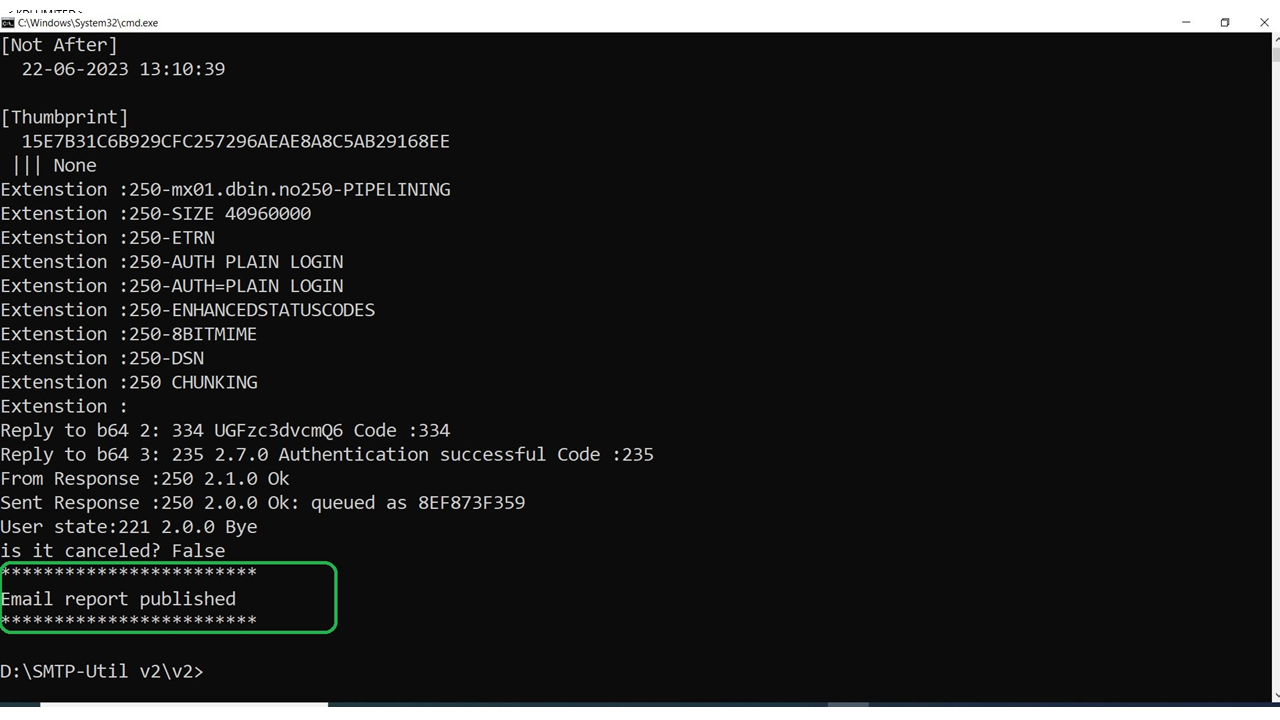 C:\Windows\System32\cmd.exe
[Not After]
22-06-2023 13:10:39
[Thumbprint]
15E7B31C6B929CFC257296AEAE8A8C5AB29168EE
||| None
Extenstion :250-mx01.dbin.no250-PIPELINING
Extenstion :250-SIZE 40960000
Extenstion :250-ETRN
Extenstion :250-AUTH PLAIN LOGIN
Extenstion :250-AUTH=PLAIN LOGIN
Extenstion :250-ENHANCEDSTATUSCODES
Extenstion :250-8BITMIME
Extenstion :250-DSN
Extenstion :250 CHUNKING
Extenstion :
Reply to b64 2: 334 UGFzc3dvcmQ6 Code :334
Reply to b64 3: 235 2.7.0 Authentication successful Code :235
From Response :250 2.1.0 Ok
Sent Response :250 2.0.0 Ok: queued as 8EF873F359
User state:221 2.0.0 Bye
is it canceled? False
************************
Email report published
************************
D:\SMTP-Util v2\v2>